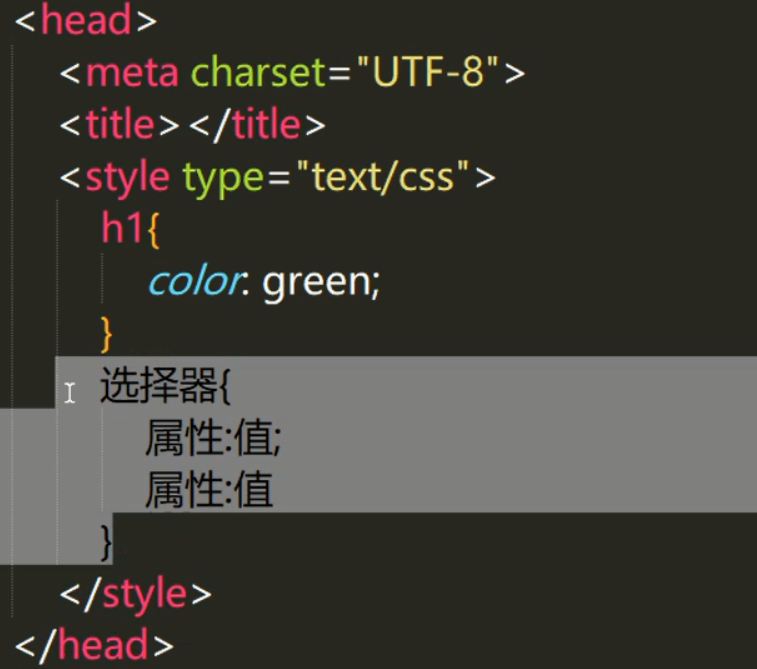 <head>
<meta charset="UTF-8">
<title></title>
<style type="text/css">
h1{
color: green;
}
选择器{
属性:值;
属性:值
}
</style>
</head>